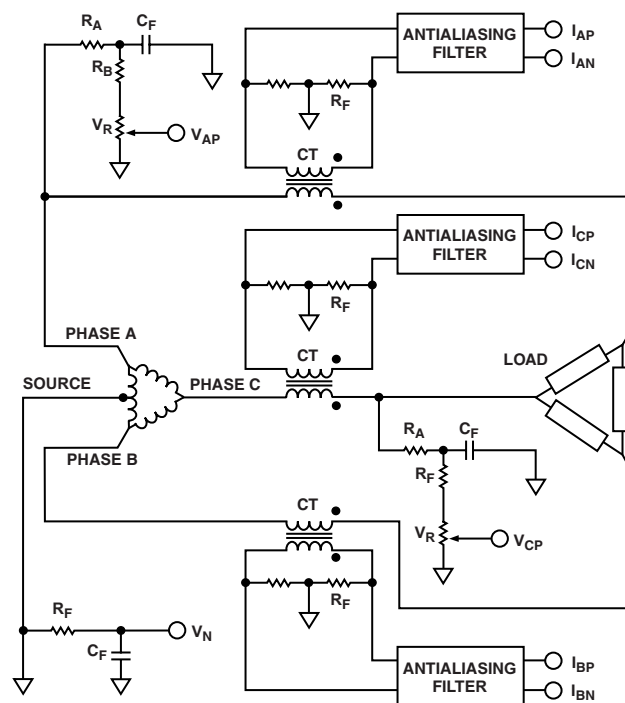 RA
CF
RB
VR
VAP
ANTIALIASING
FILTER
IAP
IAN
RF
CT
ANTIALIASING
FILTER
ICP
ICN
RF
CT
PHASE A
SOURCE
PHASE C
PHASE B
LOAD
RA
CF
RF
VR
VCP
CT
RF
RF
VN
CF
ANTIALIASING
FILTER
IBP
IBN